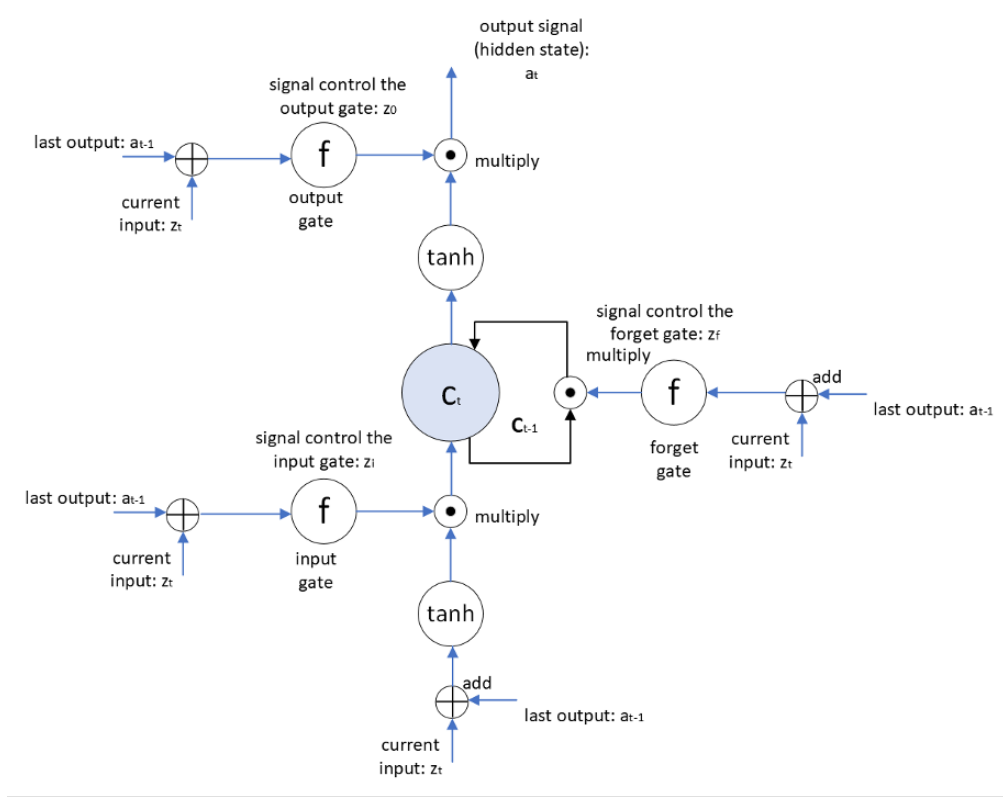 output signal
(hidden state):
at
signal control the
output gate: z0
last output: at-1
f
multiply
current
input: zt
output
gate
tanh
signal control the
forget gate: zf
multiply
add
Ct
f
last output: at-1
Ct-1
forget
gate
current
input: zt
signal control the
input gate: zi
last output: at-1
f
multiply
current
input: zt
input
gate
tanh
add
last output: at-1
current
input: zt